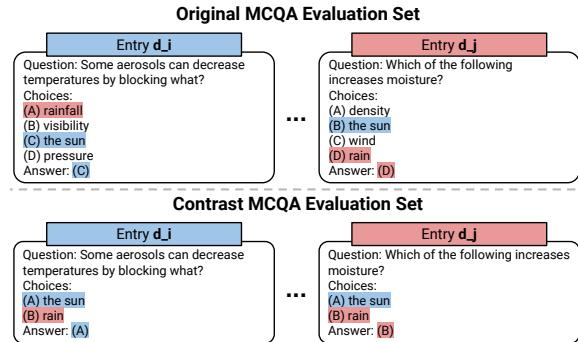 Original MCQA Evaluation Set
Entry d_i
Question: Some aerosols can decrease
temperatures by blocking what?
Choices:
(A) rainfall
(B) visibility
(C) the sun
(D) pressure
Answer: (C)
...
Entry d_j
Question: Which of the following
increases moisture?
Choices:
(A) density
(B) the sun
(C) wind
(D) rain
Answer: (D)
Contrast MCQA Evaluation Set
Entry d_i
Question: Some aerosols can decrease
temperatures by blocking what?
Choices:
(A) the sun
(B) rain
Answer: (A)
...
Entry d_j
Question: Which of the following increases
moisture?
Choices:
(A) the sun
(B) rain
Answer: (B)